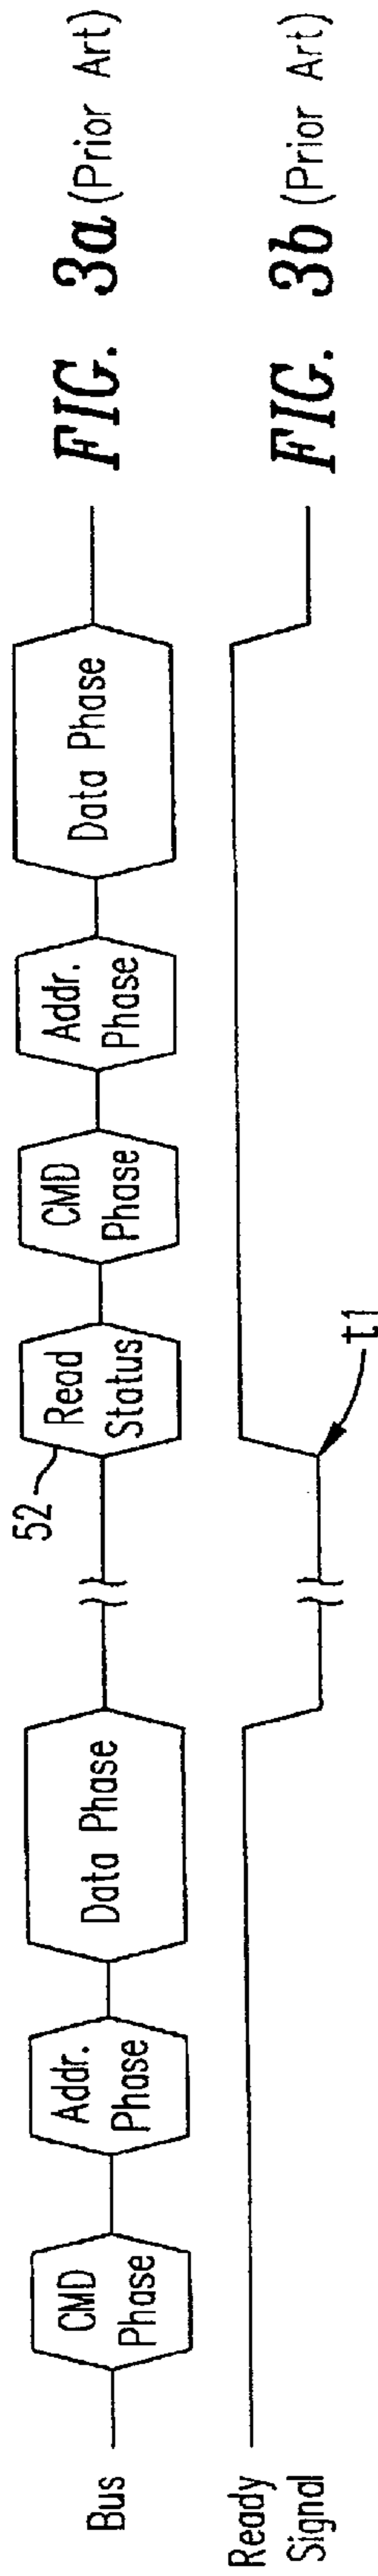 Bus
CMD
Phase
Addr.
Phase
Data Phase
52
Read
Status
CMD
Phase
Addr.
Phase
Data Phase
FIG. 3a (Prior Art)
Ready
Signal
t1
FIG. 3b (Prior Art)